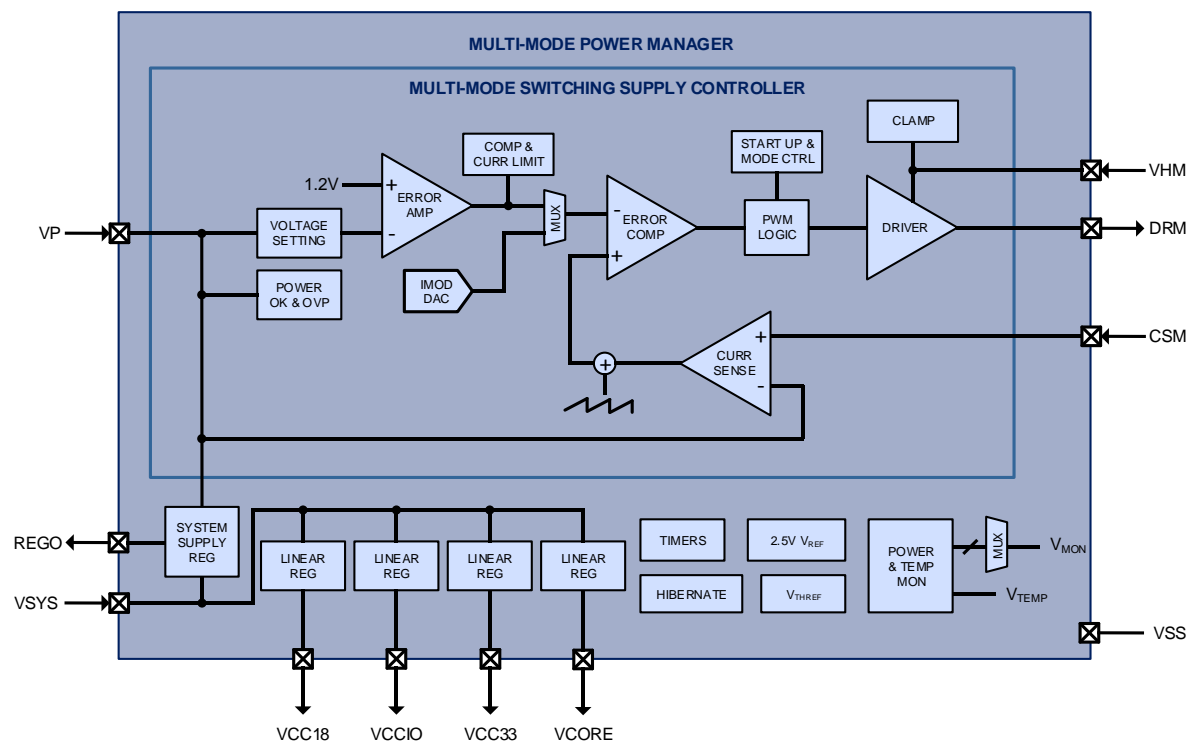 MULTI-MODE POWER MANAGER
MULTI-MODE SWITCHING SUPPLY CONTROLLER
CLAMP
COMP &
CURR LIMIT
START UP &
MODE CTRL
VHM
1.2V
+
ERROR
AMP
-
MUX
-
ERROR
COMP
+
PWM
LOGIC
DRIVER
DRM
VP
VOLTAGE
SETTING
POWER
OK & OVP
IMOD
DAC
CSM
+
CURR
SENSE
-
+
REGO
SYSTEM
SUPPLY
REG
VSYS
LINEAR
REG
LINEAR
REG
LINEAR
REG
LINEAR
REG
TIMERS
2.5V VREF
HIBERNATE
VTHREF
POWER
& TEMP
MON
MUX
VMON
VTEMP
VSS
VCC18
VCCIO
VCC33
VCORE